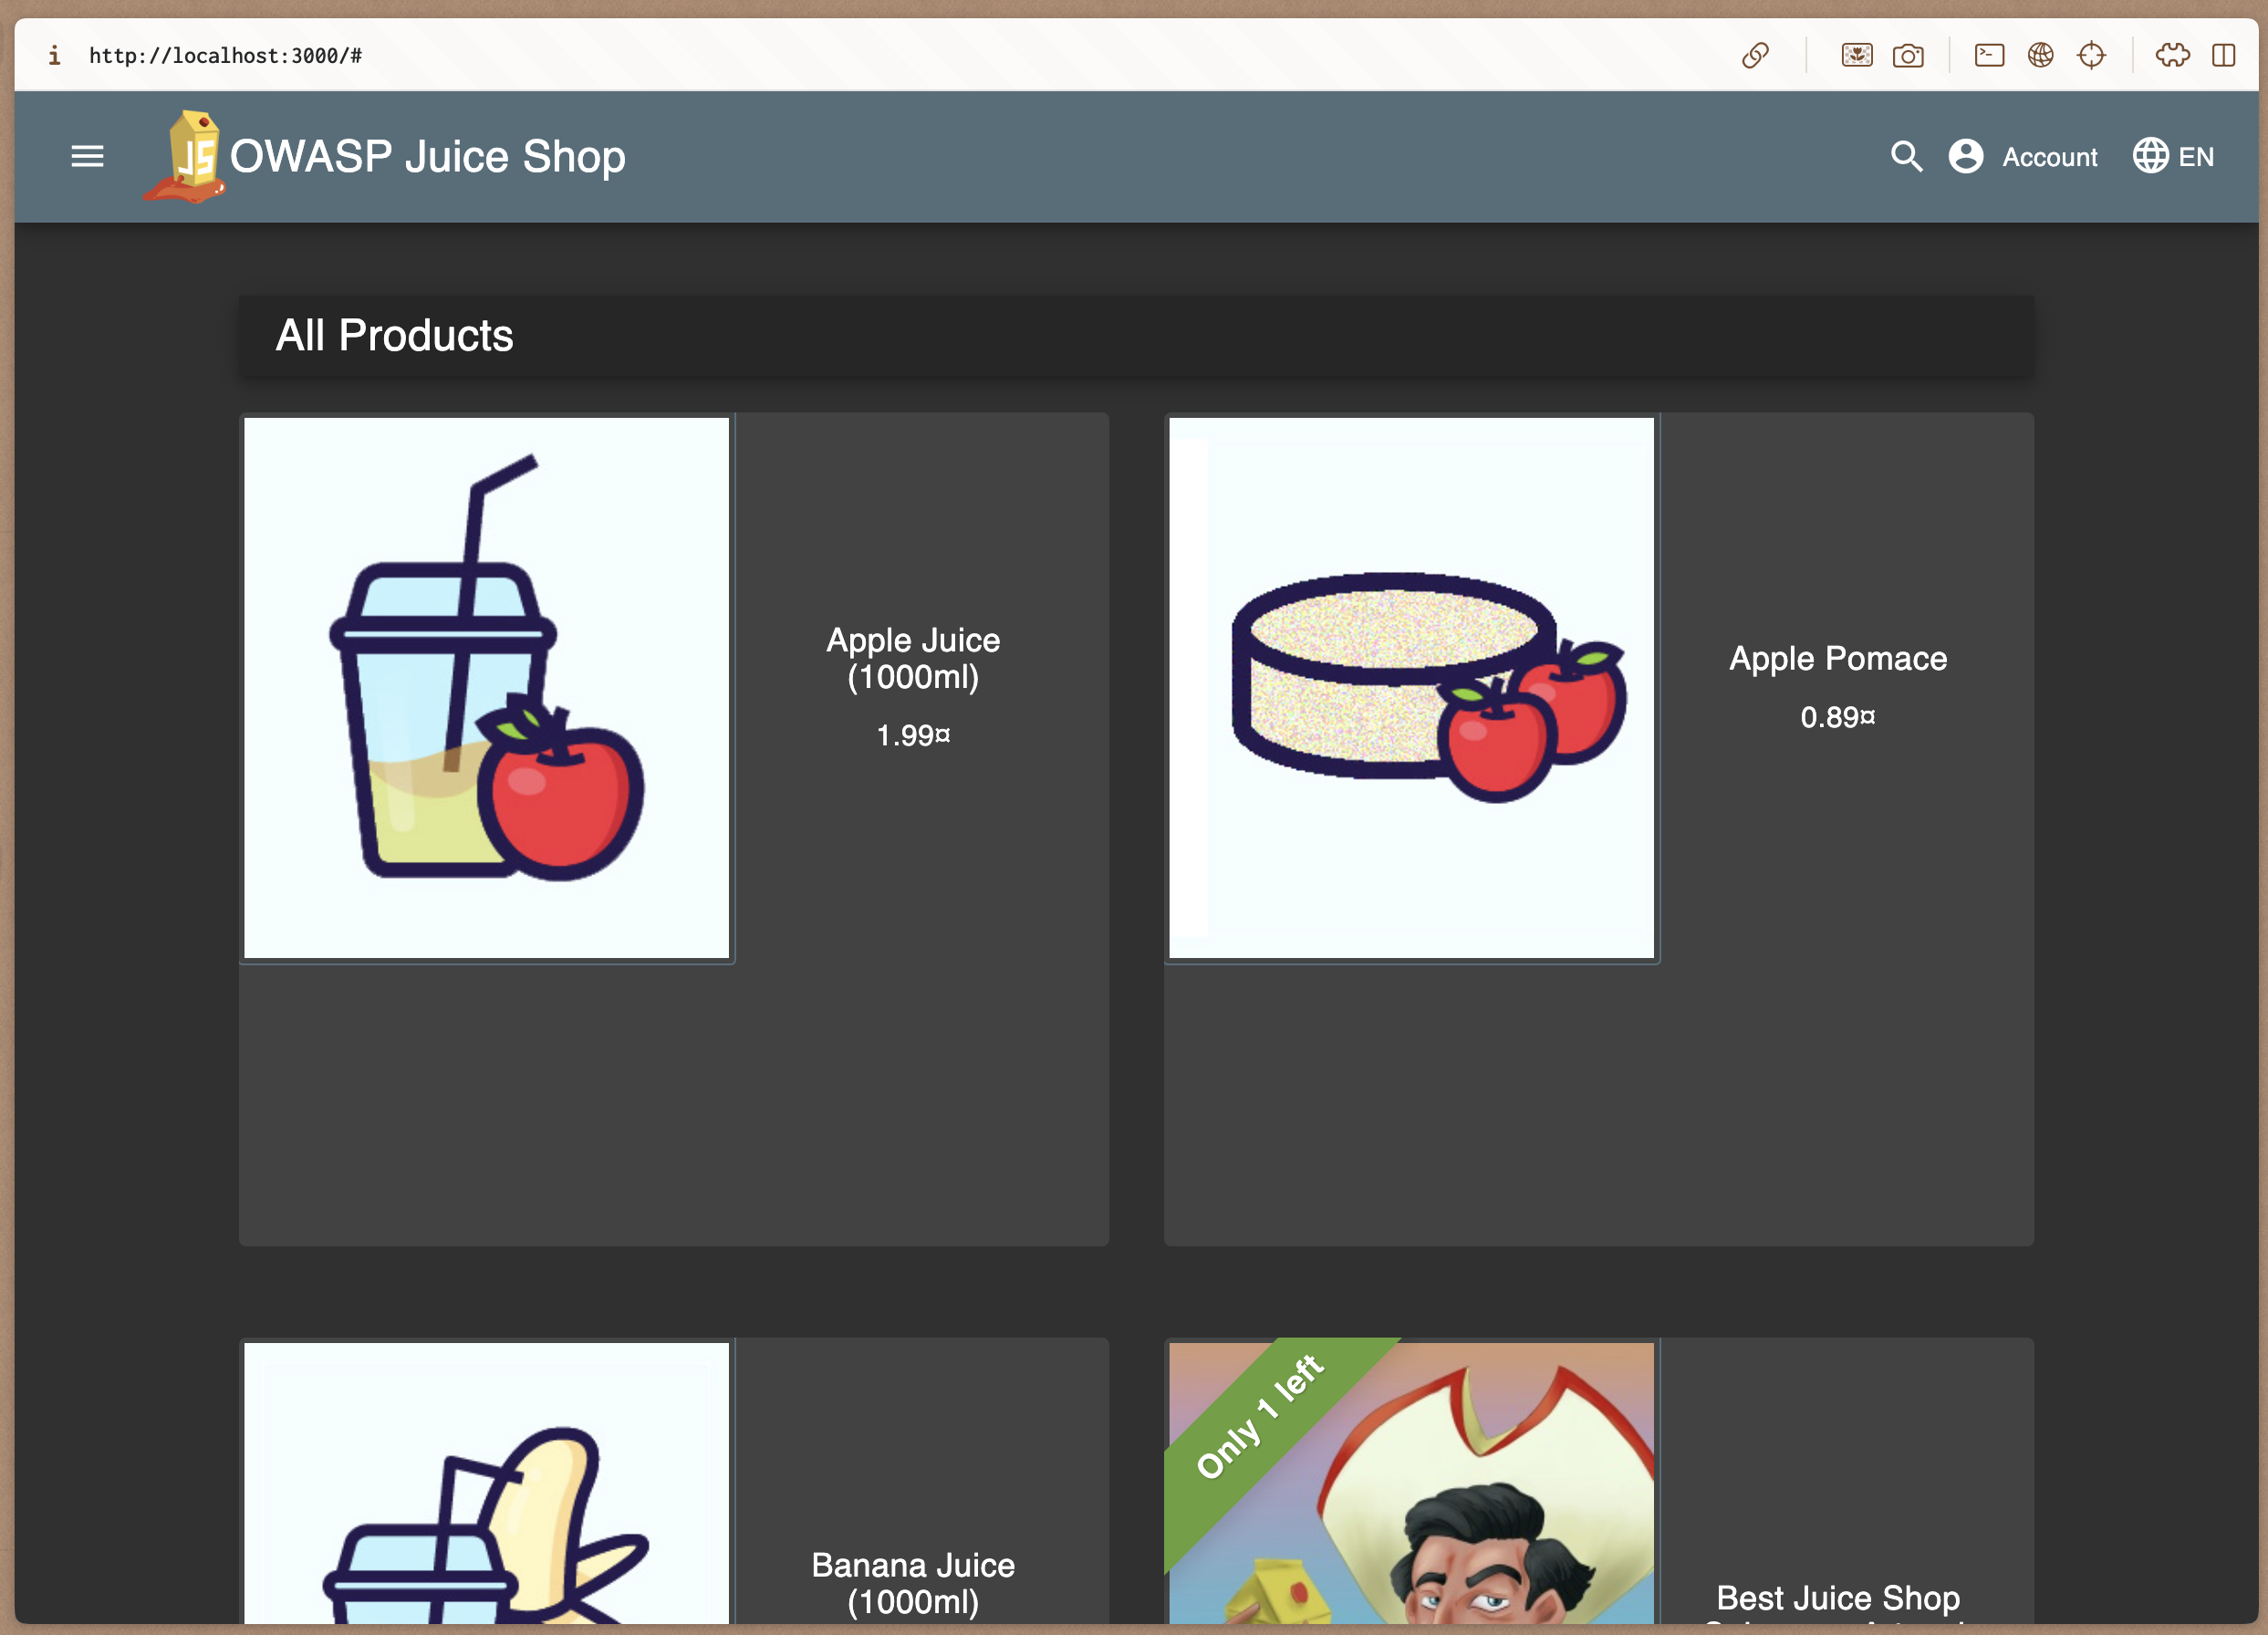 http://localhost:3000/#
JS
OWASP Juice Shop
Account
EN
All Products
Apple Juice
(1000ml)
1.99¤
Apple Pomace
0.89¤
Only 1 left
Banana Juice
(1000ml)
Best Juice Shop